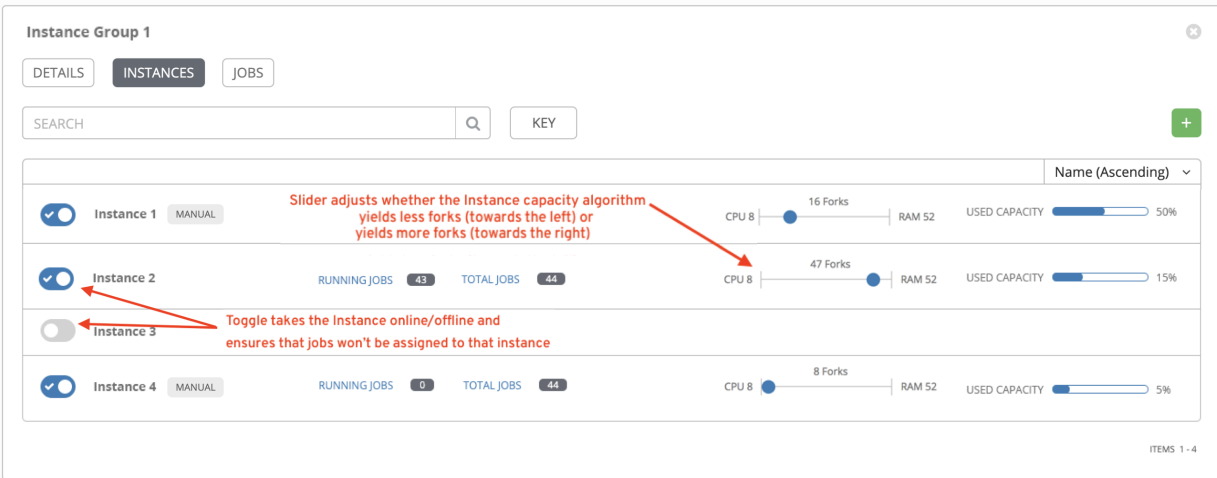 Instance Group 1
DETAILS INSTANCES JOBS
SEARCH KEY +
Name (Ascending)
Slider adjusts whether the Instance capacity algorithm
yields less forks (towards the left) or
yields more forks (towards the right)
Instance 1 MANUAL CPU 8 16 Forks RAM 52 USED CAPACITY 50%
Instance 2 RUNNING JOBS 43 TOTAL JOBS 44 CPU 8 47 Forks RAM 52 USED CAPACITY 15%
Toggle takes the Instance online/offline and
ensures that jobs won't be assigned to that instance
Instance 3
Instance 4 MANUAL RUNNING JOBS 0 TOTAL JOBS 44 CPU 8 8 Forks RAM 52 USED CAPACITY 5%
ITEMS 1 - 4